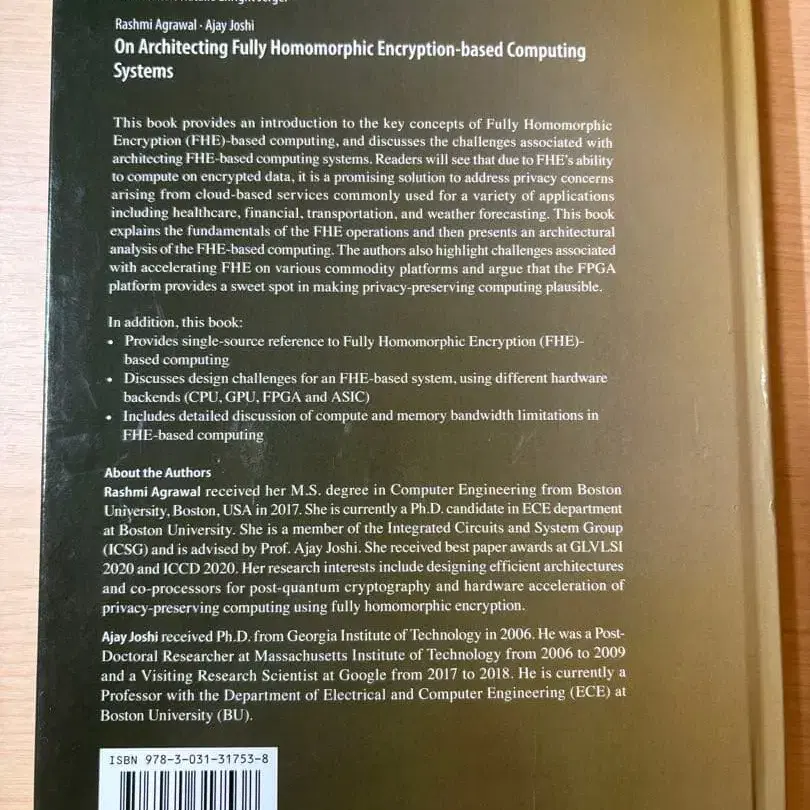 Rashmi Agrawal · Ajay Joshi
On Architecting Fully Homomorphic Encryption-based Computing
Systems
This book provides an introduction to the key concepts of Fully Homomorphic
Encryption (FHE)-based computing, and discusses the challenges associated with
architecting FHE-based computing systems. Readers will see that due to FHE's ability
to compute on encrypted data, it is a promising solution to address privacy concerns
arising from cloud-based services commonly used for a variety of applications
including healthcare, financial, transportation, and weather forecasting. This book
explains the fundamentals of the FHE operations and then presents an architectural
analysis of the FHE-based computing. The authors also highlight challenges associated
with accelerating FHE on various commodity platforms and argue that the FPGA
platform provides a sweet spot in making privacy-preserving computing plausible.
In addition, this book:
• Provides single-source reference to Fully Homomorphic Encryption (FHE)-
based computing
• Discusses design challenges for an FHE-based system, using different hardware
backends (CPU, GPU, FPGA and ASIC)
• Includes detailed discussion of compute and memory bandwidth limitations in
FHE-based computing
About the Authors
Rashmi Agrawal received her M.S. degree in Computer Engineering from Boston
University, Boston, USA in 2017. She is currently a Ph.D. candidate in ECE department
at Boston University. She is a member of the Integrated Circuits and System Group
(ICSG) and is advised by Prof. Ajay Joshi. She received best paper awards at GLVLSI
2020 and ICCD 2020. Her research interests include designing efficient architectures
and co-processors for post-quantum cryptography and hardware acceleration of
privacy-preserving computing using fully homomorphic encryption.
Ajay Joshi received Ph.D. from Georgia Institute of Technology in 2006. He was a Post-
Doctoral Researcher at Massachusetts Institute of Technology from 2006 to 2009
and a Visiting Research Scientist at Google from 2017 to 2018. He is currently a
Professor with the Department of Electrical and Computer Engineering (ECE) at
Boston University (BU).
ISBN 978-3-031-31753-8